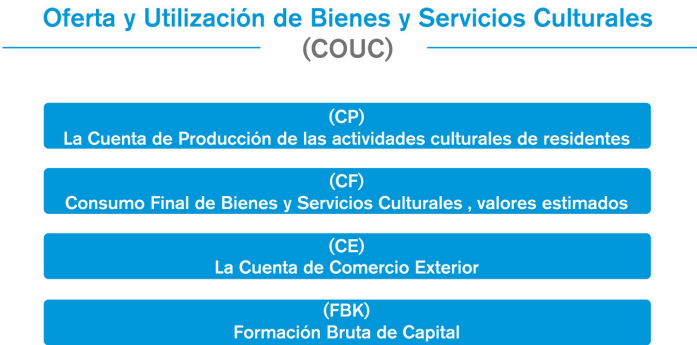 Oferta y Utilización de Bienes y Servicios Culturales
(COUC)
(CP)
La Cuenta de Producción de las actividades culturales de residentes
(CF)
Consumo Final de Bienes y Servicios Culturales , valores estimados
(CE)
La Cuenta de Comercio Exterior
(FBK)
Formación Bruta de Capital